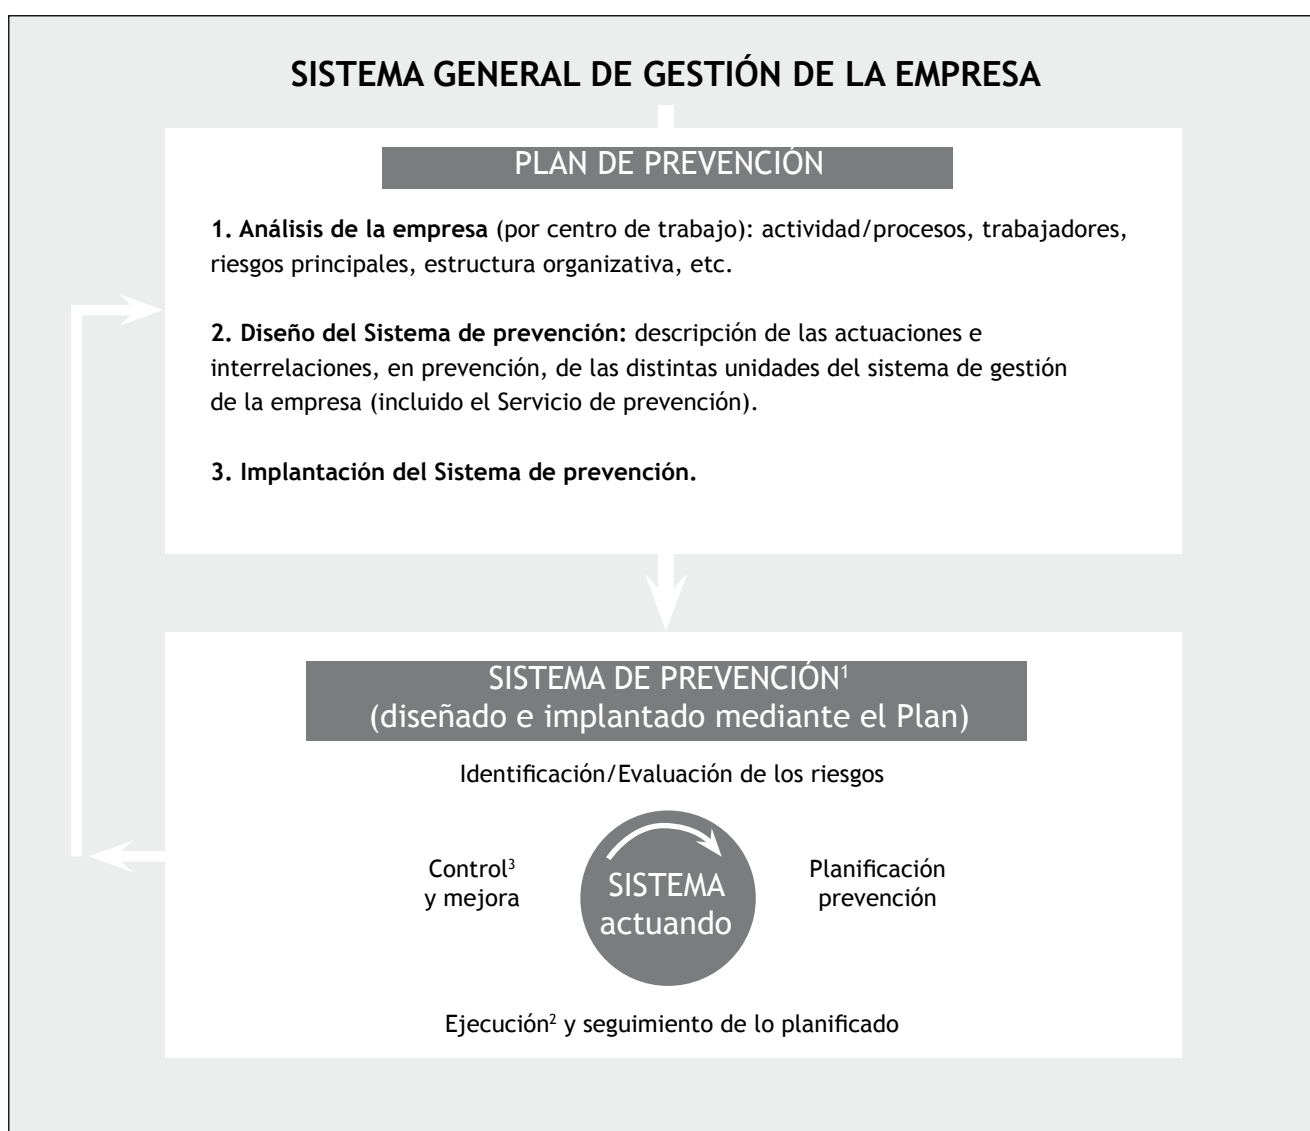 SISTEMA GENERAL DE GESTIÓN DE LA EMPRESA
PLAN DE PREVENCIÓN
1. Análisis de la empresa (por centro de trabajo): actividad/procesos, trabajadores,
riesgos principales, estructura organizativa, etc.
2. Diseño del Sistema de prevención: descripción de las actuaciones e
interrelaciones, en prevención, de las distintas unidades del sistema de gestión
de la empresa (incluido el Servicio de prevención).
3. Implantación del Sistema de prevención.
SISTEMA DE PREVENCIÓN¹
(diseñado e implantado mediante el Plan)
Identificación/Evaluación de los riesgos
Control³
y mejora
SISTEMA
actuando
Planificación
prevención
Ejecución² y seguimiento de lo planificado